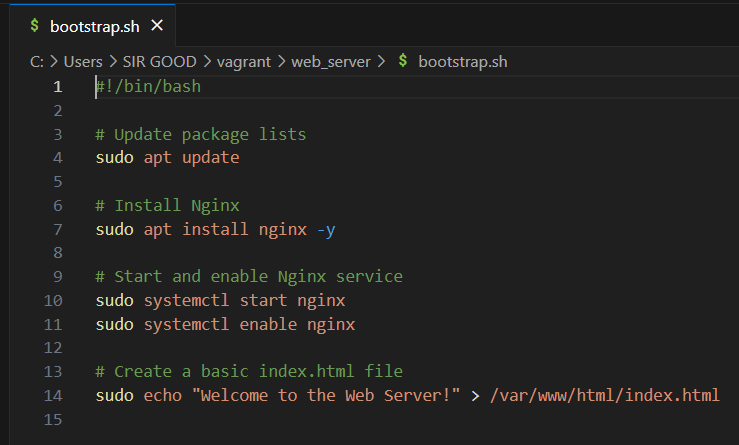 $ bootstrap.sh ×
C: > Users > SIR GOOD > vagrant > web_server > $ bootstrap.sh
1 #!/bin/bash
2
3 # Update package lists
4 sudo apt update
5
6 # Install Nginx
7 sudo apt install nginx -y
8
9 # Start and enable Nginx service
10 sudo systemctl start nginx
11 sudo systemctl enable nginx
12
13 # Create a basic index.html file
14 sudo echo "Welcome to the Web Server!" > /var/www/html/index.html
15